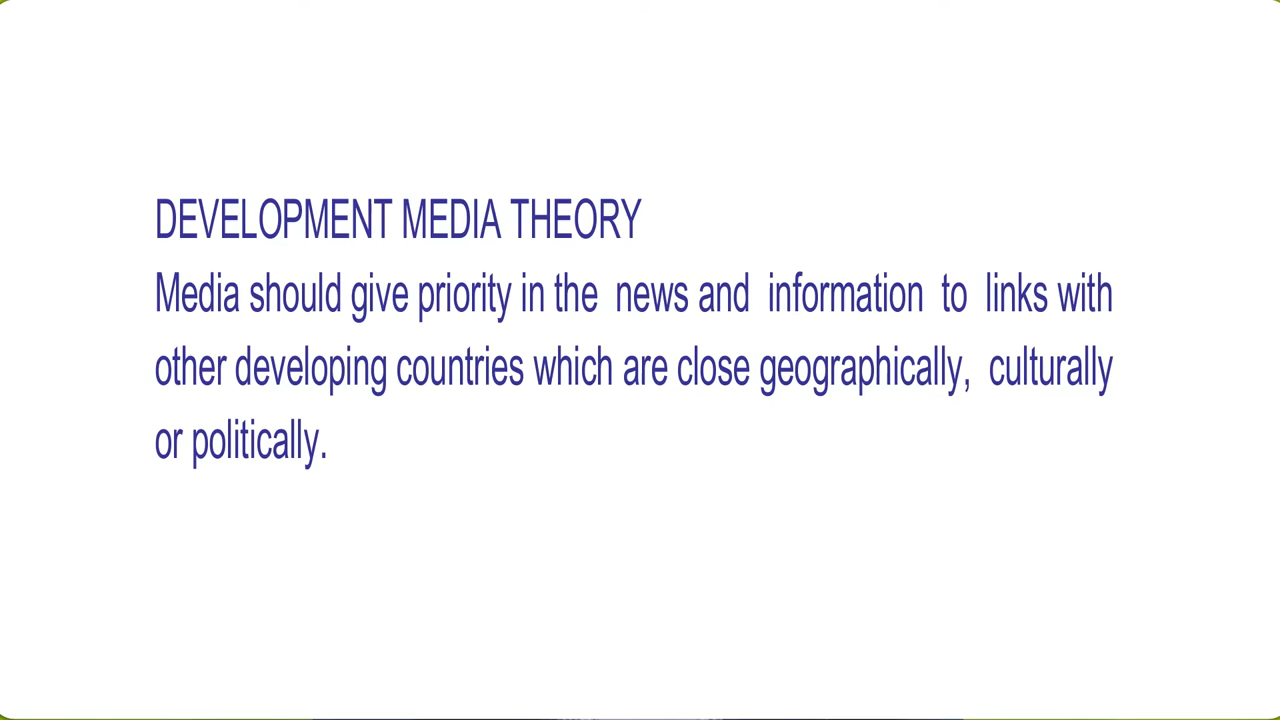 DEVELOPMENT MEDIA THEORY
Media should give priority in the news and information to links with
other developing countries which are close geographically, culturally
or politically.